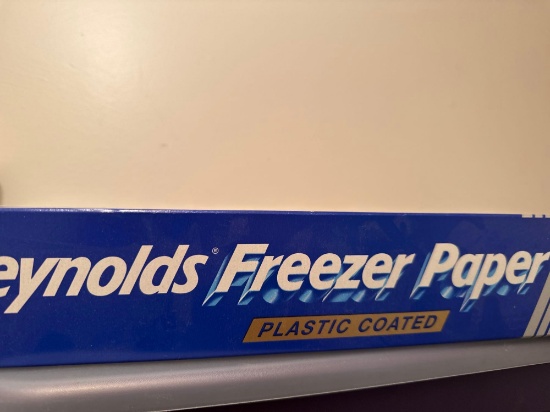 eynolds® Freezer Paper
PLASTIC COATED